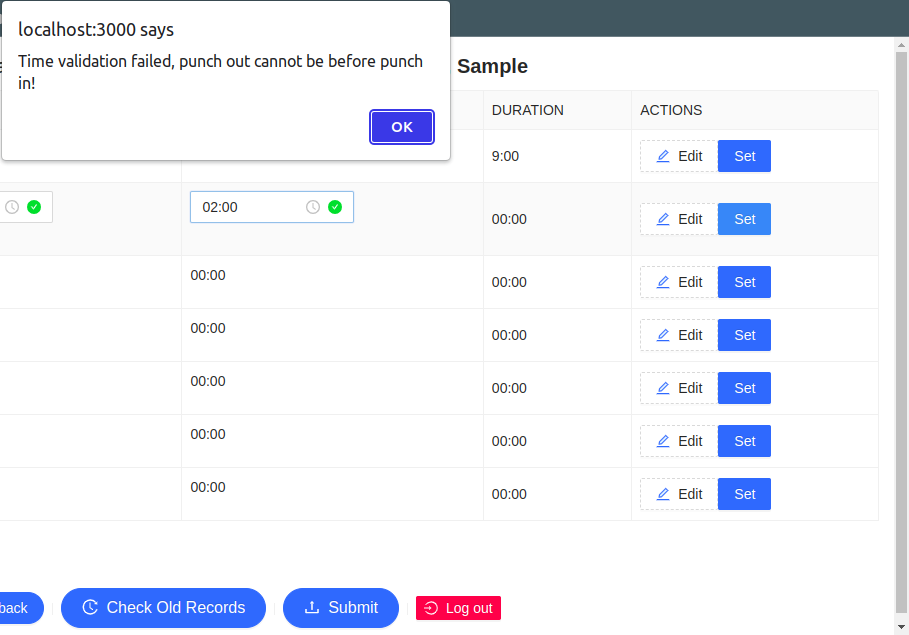 localhost:3000 says
Time validation failed, punch out cannot be before punch
in!
OK
Sample
DURATION ACTIONS
9:00 Edit Set
02:00 00:00 Edit Set
00:00 00:00 Edit Set
00:00 00:00 Edit Set
00:00 00:00 Edit Set
00:00 00:00 Edit Set
00:00 00:00 Edit Set
back Check Old Records Submit Log out